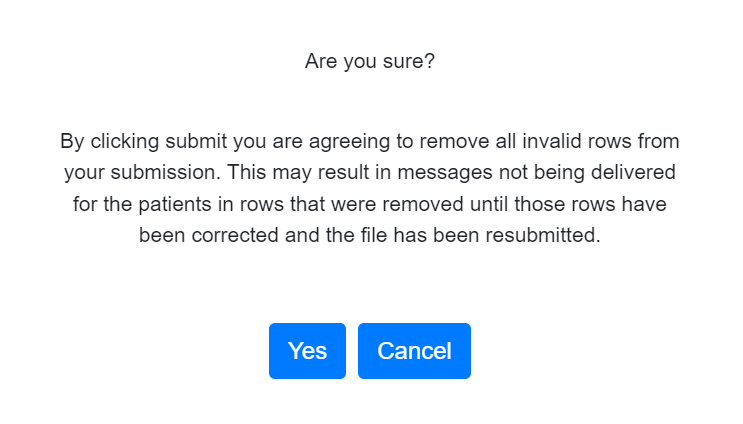 Are you sure?
By clicking submit you are agreeing to remove all invalid rows from
your submission. This may result in messages not being delivered
for the patients in rows that were removed until those rows have
been corrected and the file has been resubmitted.
Yes
Cancel